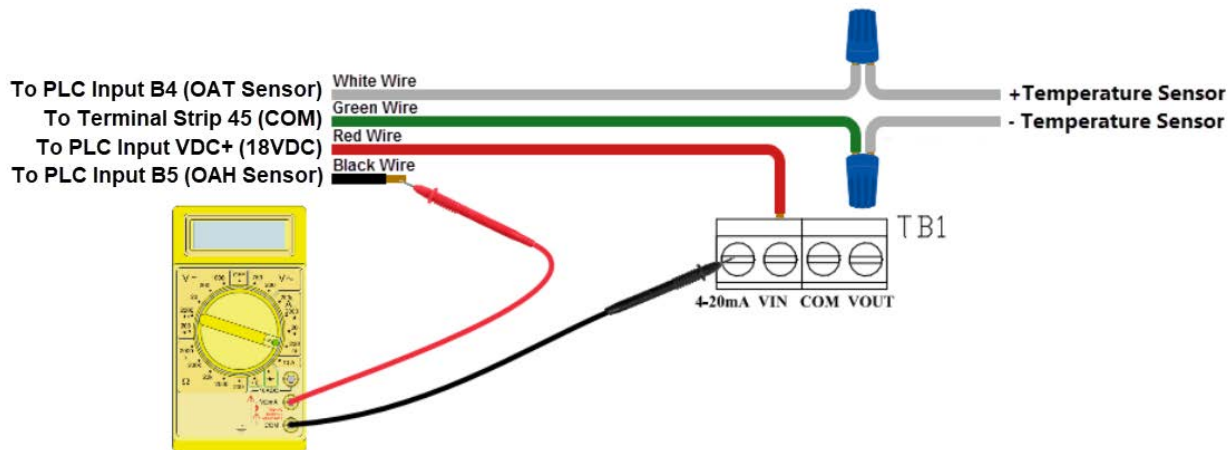 To PLC Input B4 (OAT Sensor)
White Wire
+Temperature Sensor
To Terminal Strip 45 (COM)
Green Wire
- Temperature Sensor
To PLC Input VDC+ (18VDC)
Red Wire
To PLC Input B5 (OAH Sensor)
Black Wire
TB1
4-20mA VIN COM VOUT
V~
Ω
COM